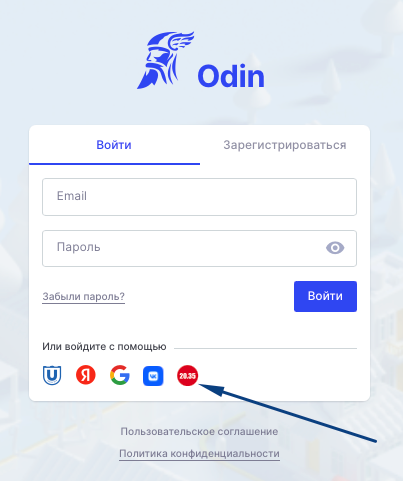 Odin
Войти
Зарегистрироваться
Email
Пароль
Забыли пароль?
Войти
Или войдите с помощью
U Я G 20.35
Пользовательское соглашение
Политика конфиденциальности